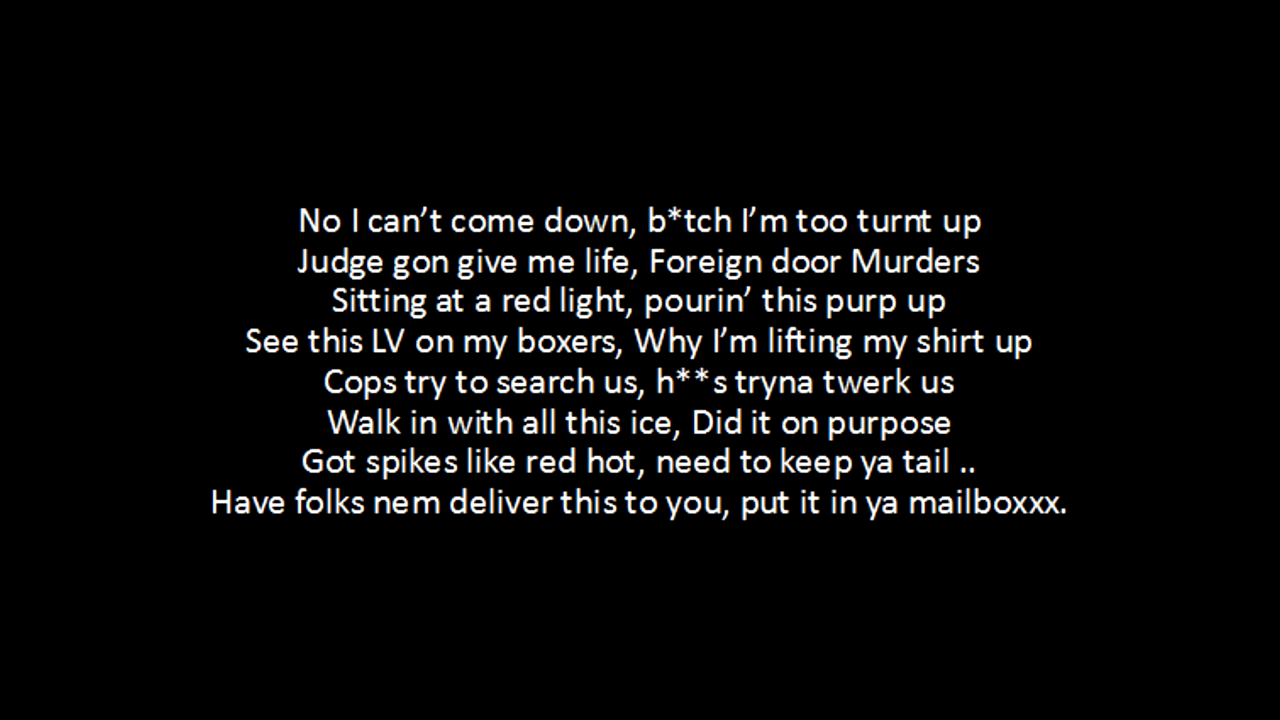 No I can’t come down, b*tch I’m too turnt up
Judge gon give me life, Foreign door Murders
Sitting at a red light, pourin’ this purp up
See this LV on my boxers, Why I’m lifting my shirt up
Cops try to search us, h**s tryna twerk us
Walk in with all this ice, Did it on purpose
Got spikes like red hot, need to keep ya tail ..
Have folks nem deliver this to you, put it in ya mailboxxx.